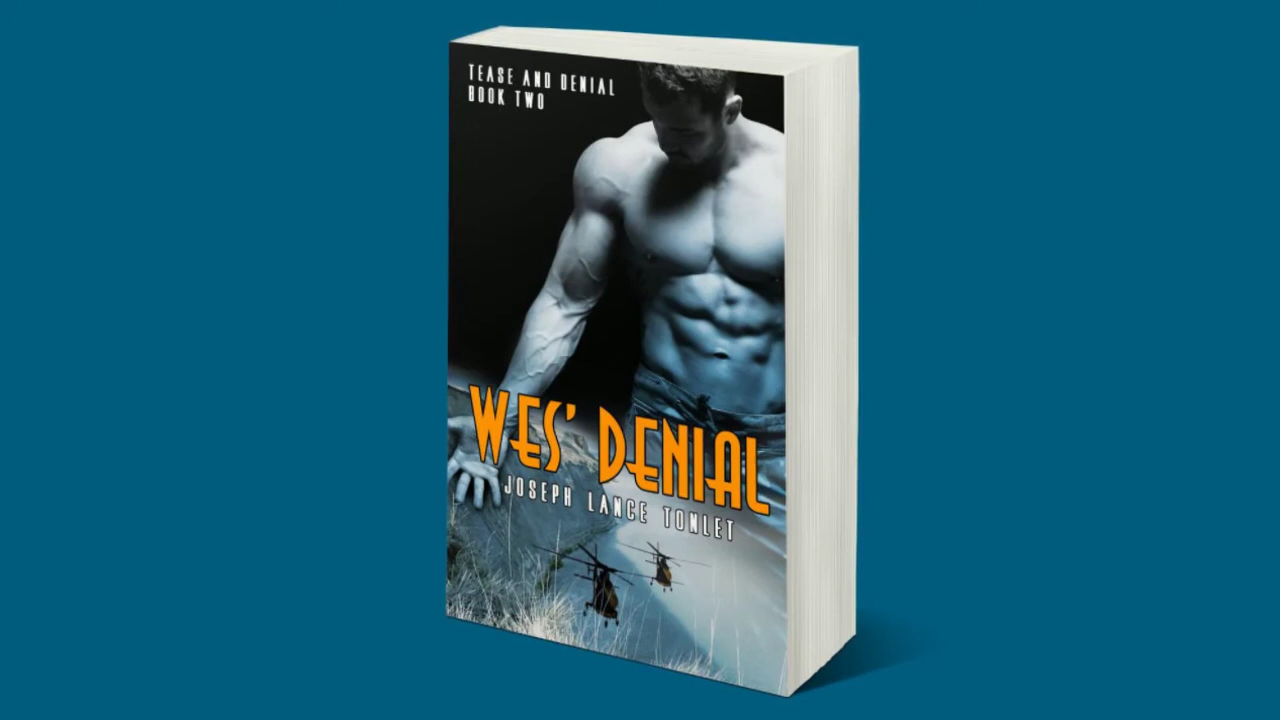 TEASE AND DENIAL
BOOK TWO
WES' DENIAL
JOSEPH LANCE TONLET